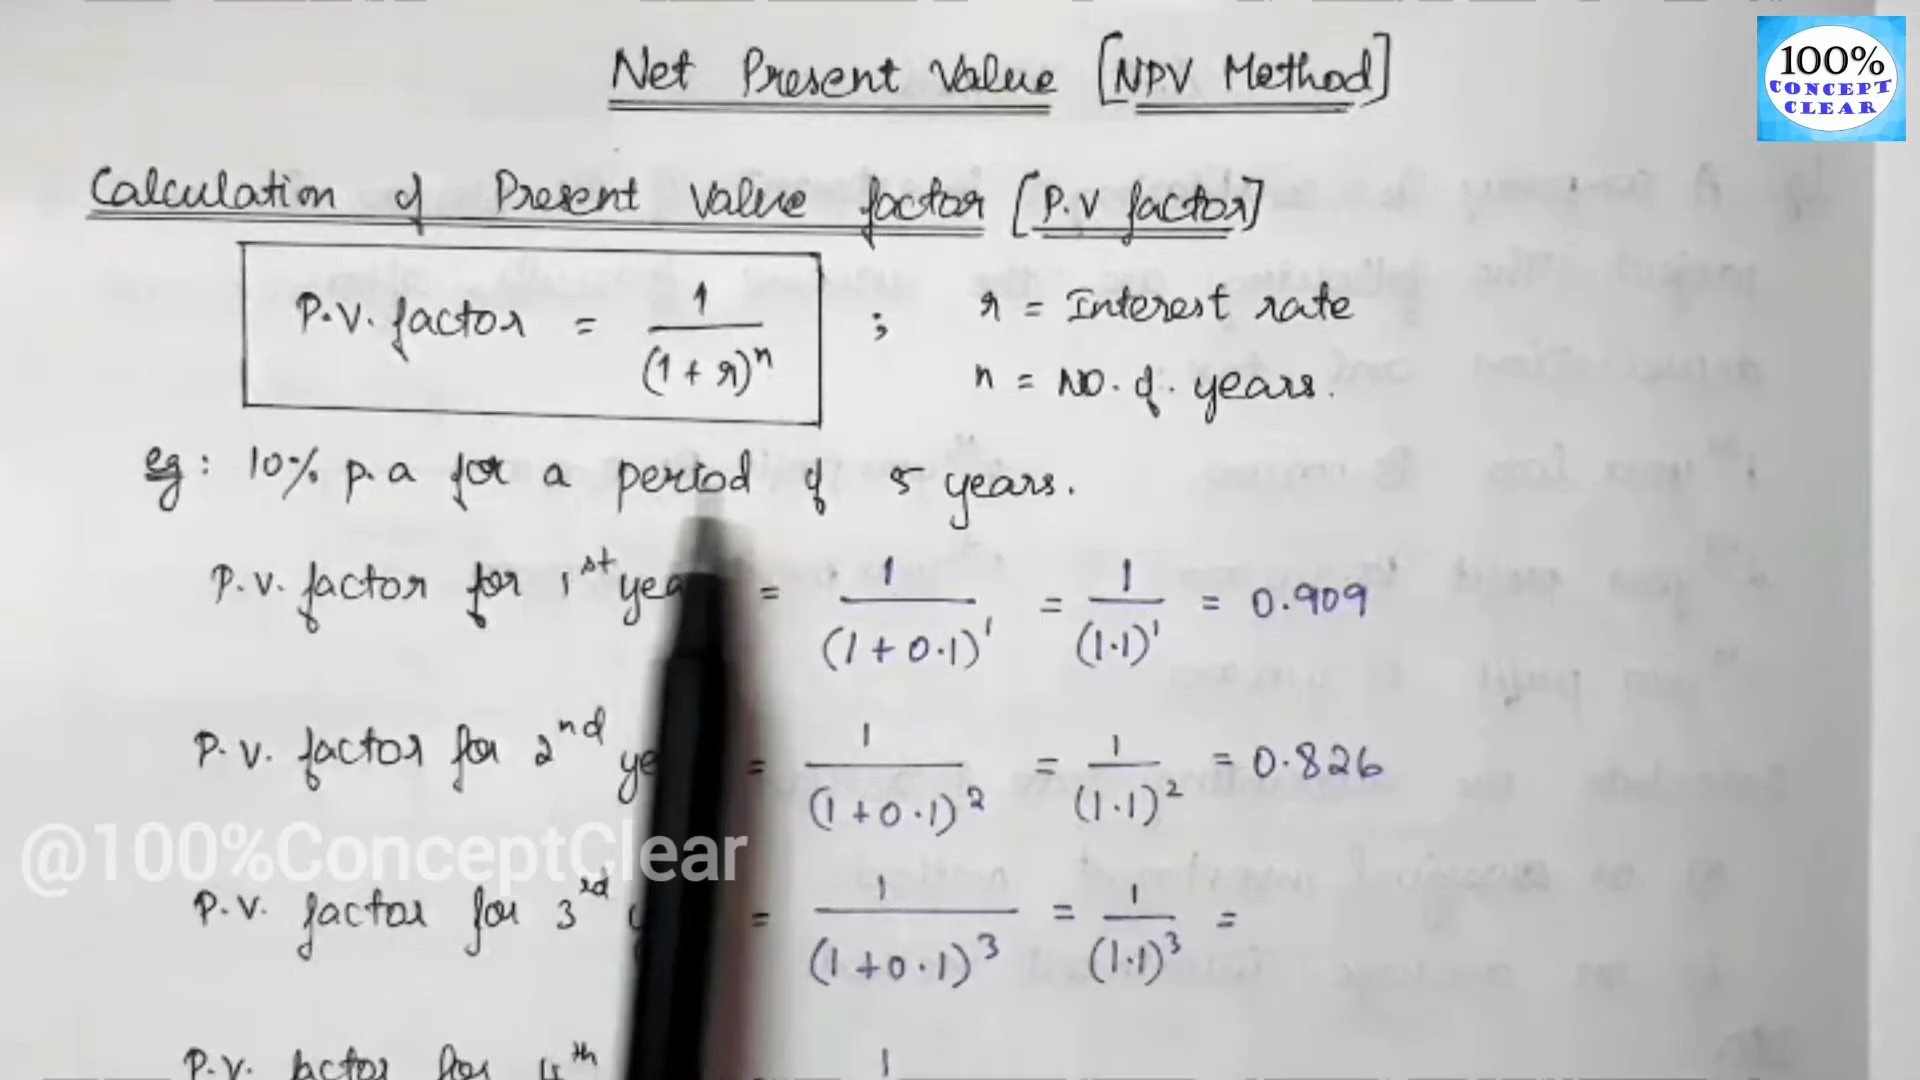 Net Present Value [NPV Method]
100%
CONCEPT
CLEAR
Calculation of Present Value factor [P.V factor]
P.V. factor = 1 / (1 + r)^n ; r = Interest rate
n = NO. of. years.
eg: 10% p.a for a period of 5 years.
P.V. factor for 1st year = 1 / (1 + 0.1)^1 = 1 / (1.1)^1 = 0.909
P.V. factor for 2nd ye = 1 / (1 + 0.1)^2 = 1 / (1.1)^2 = 0.826
@100%ConceptClear
P.V. factor for 3rd y = 1 / (1+0.1)^3 = 1 / (1.1)^3 =
P.V. factor for 4th 1